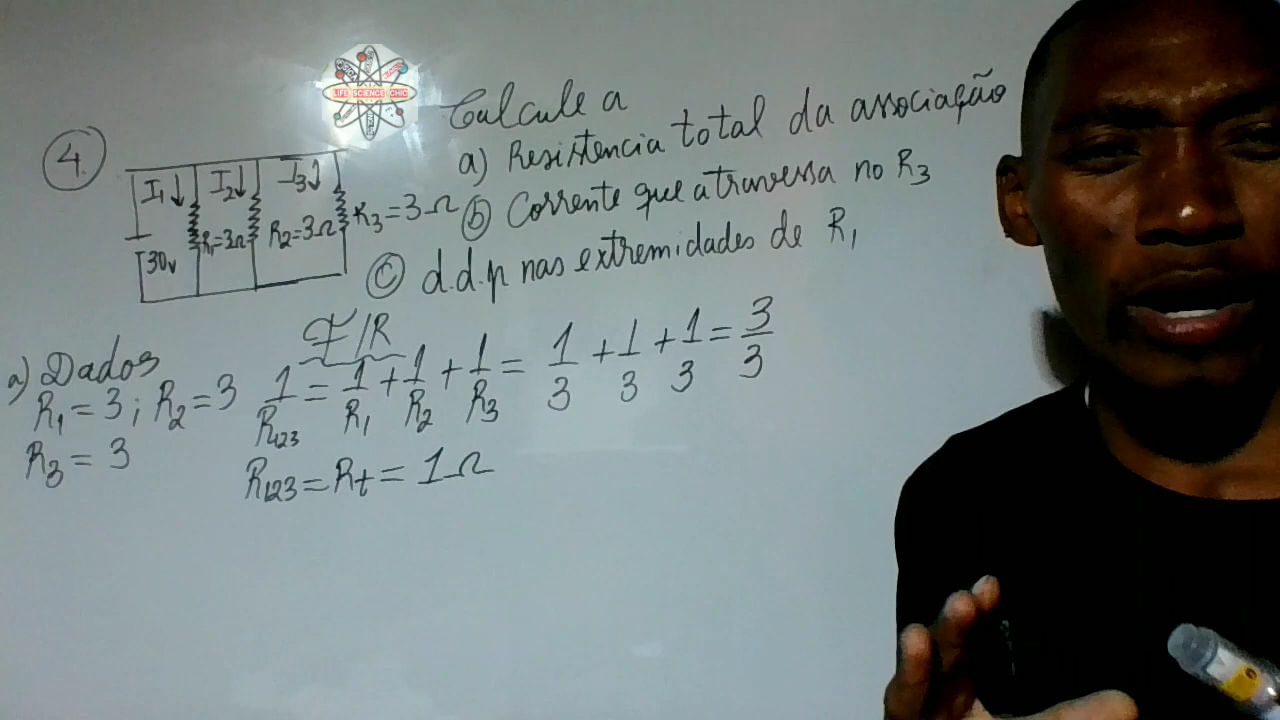 4.
I1↓ I2↓ I3↓
30v R1=3Ω R2=3Ω R3=3Ω
LIFE SCIENCE CHIC
Calcule a
a) Resistencia total da associação
b) Corrente que atravessa no R3
c) d.d.p nas extremidades de R1
a) Dados
R1=3; R2=3
R3=3
F/R
1/R123 = 1/R1 + 1/R2 + 1/R3 = 1/3 + 1/3 + 1/3 = 3/3
R123 = Rt = 1Ω